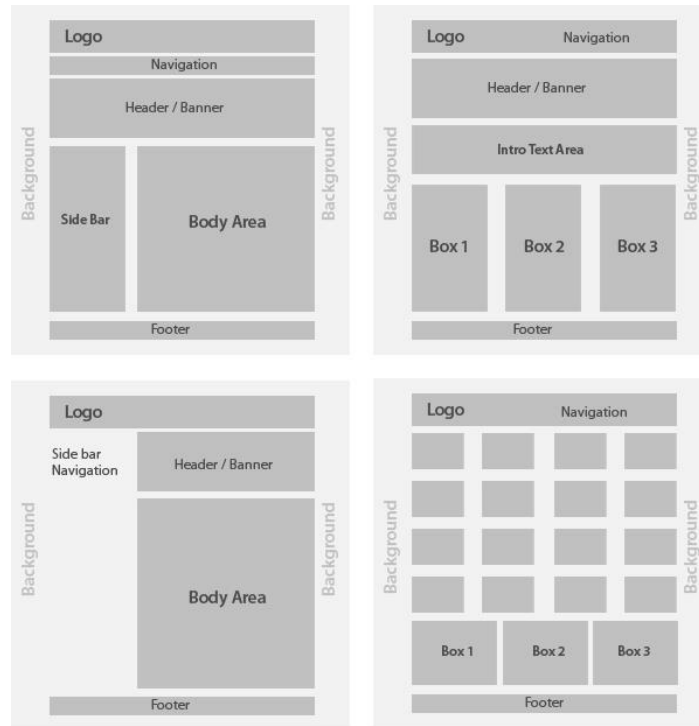 Logo
Navigation
Header / Banner
Background
Side Bar
Body Area
Background
Footer
Logo
Navigation
Header / Banner
Background
Intro Text Area
Background
Box 1
Box 2
Box 3
Footer
Logo
Side bar
Navigation
Header / Banner
Background
Body Area
Background
Footer
Logo
Navigation
Background
Background
Box 1
Box 2
Box 3
Footer